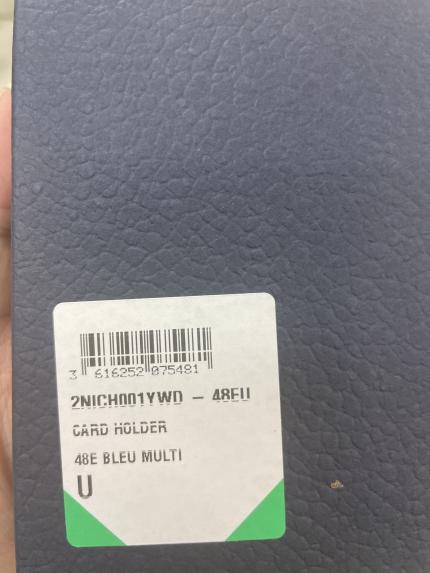 3 616252 075481
2NICH001YWD – 48EU
CARD HOLDER
48E BLEU MULTI
U